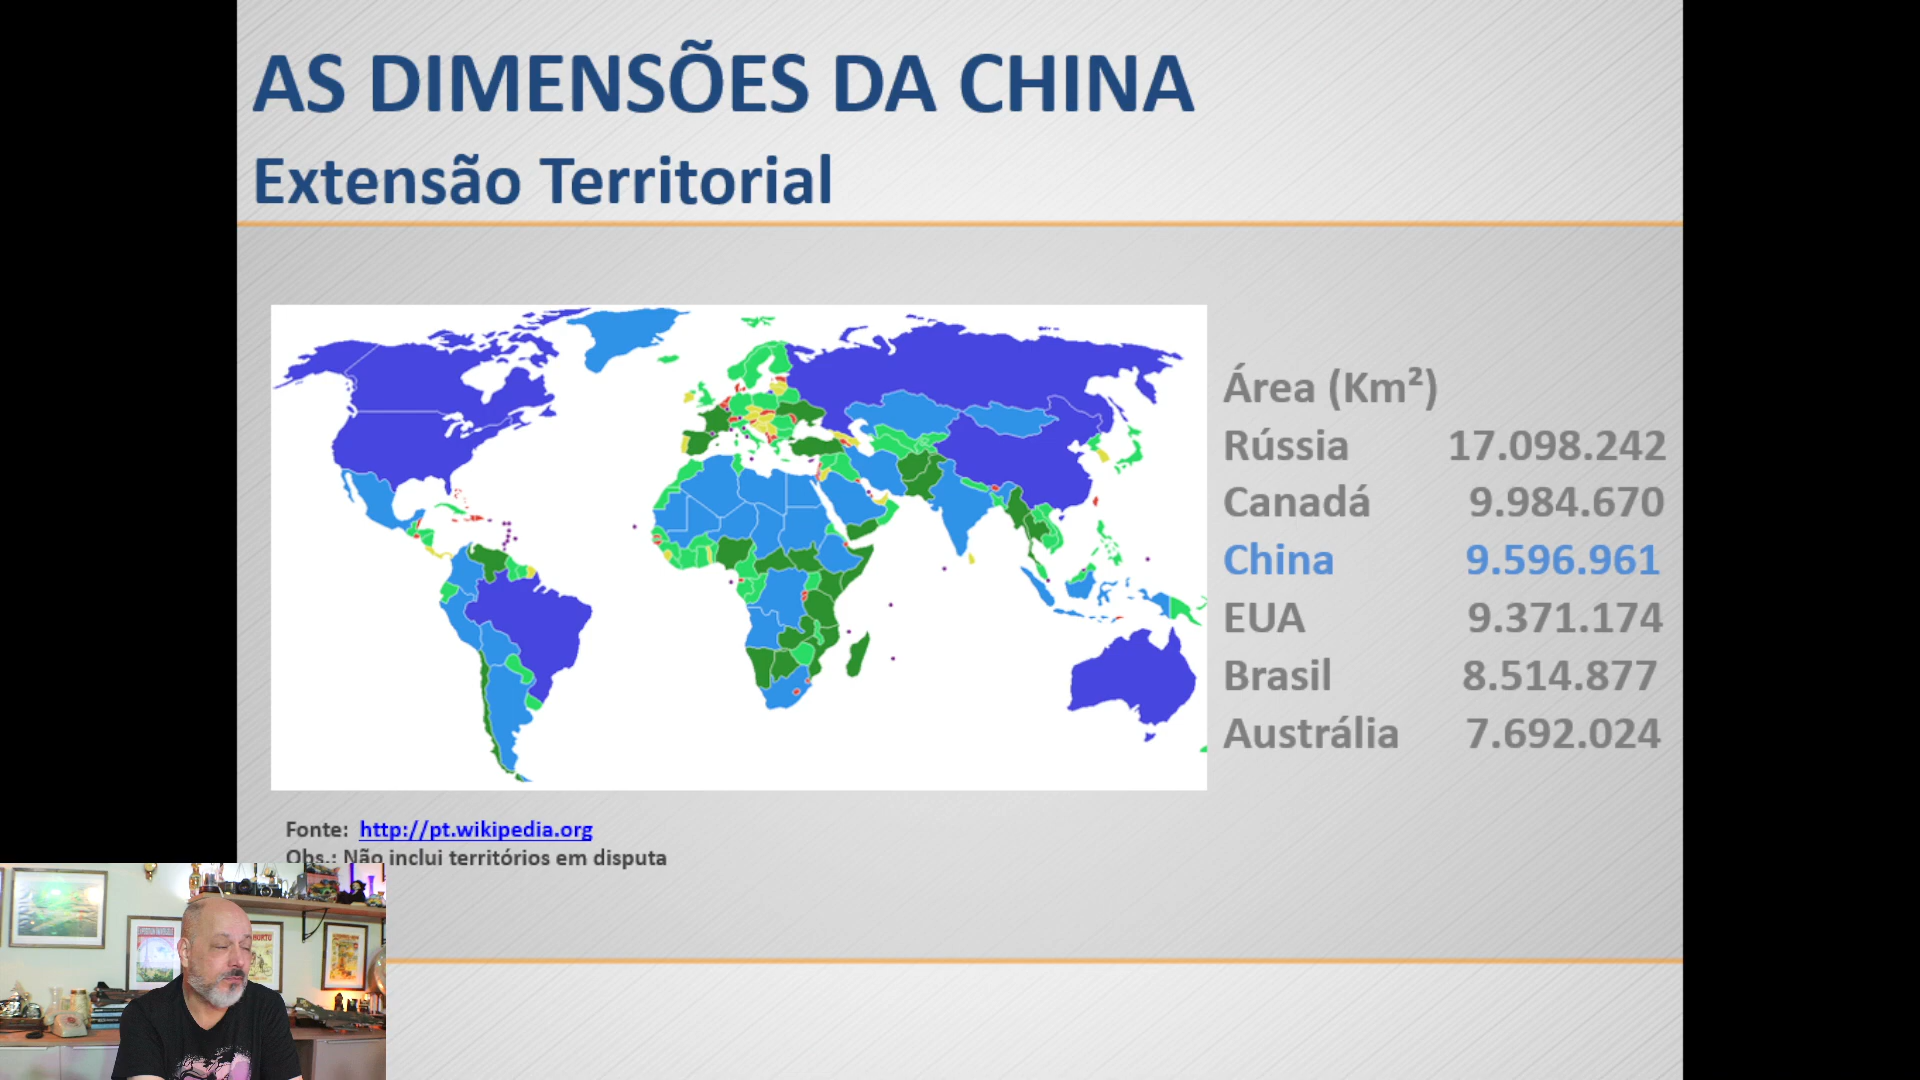 AS DIMENSÕES DA CHINA
Extensão Territorial
Área (Km²)
Rússia 17.098.242
Canadá 9.984.670
China 9.596.961
EUA 9.371.174
Brasil 8.514.877
Austrália 7.692.024
Fonte: http://pt.wikipedia.org
Obs.: Não inclui territórios em disputa